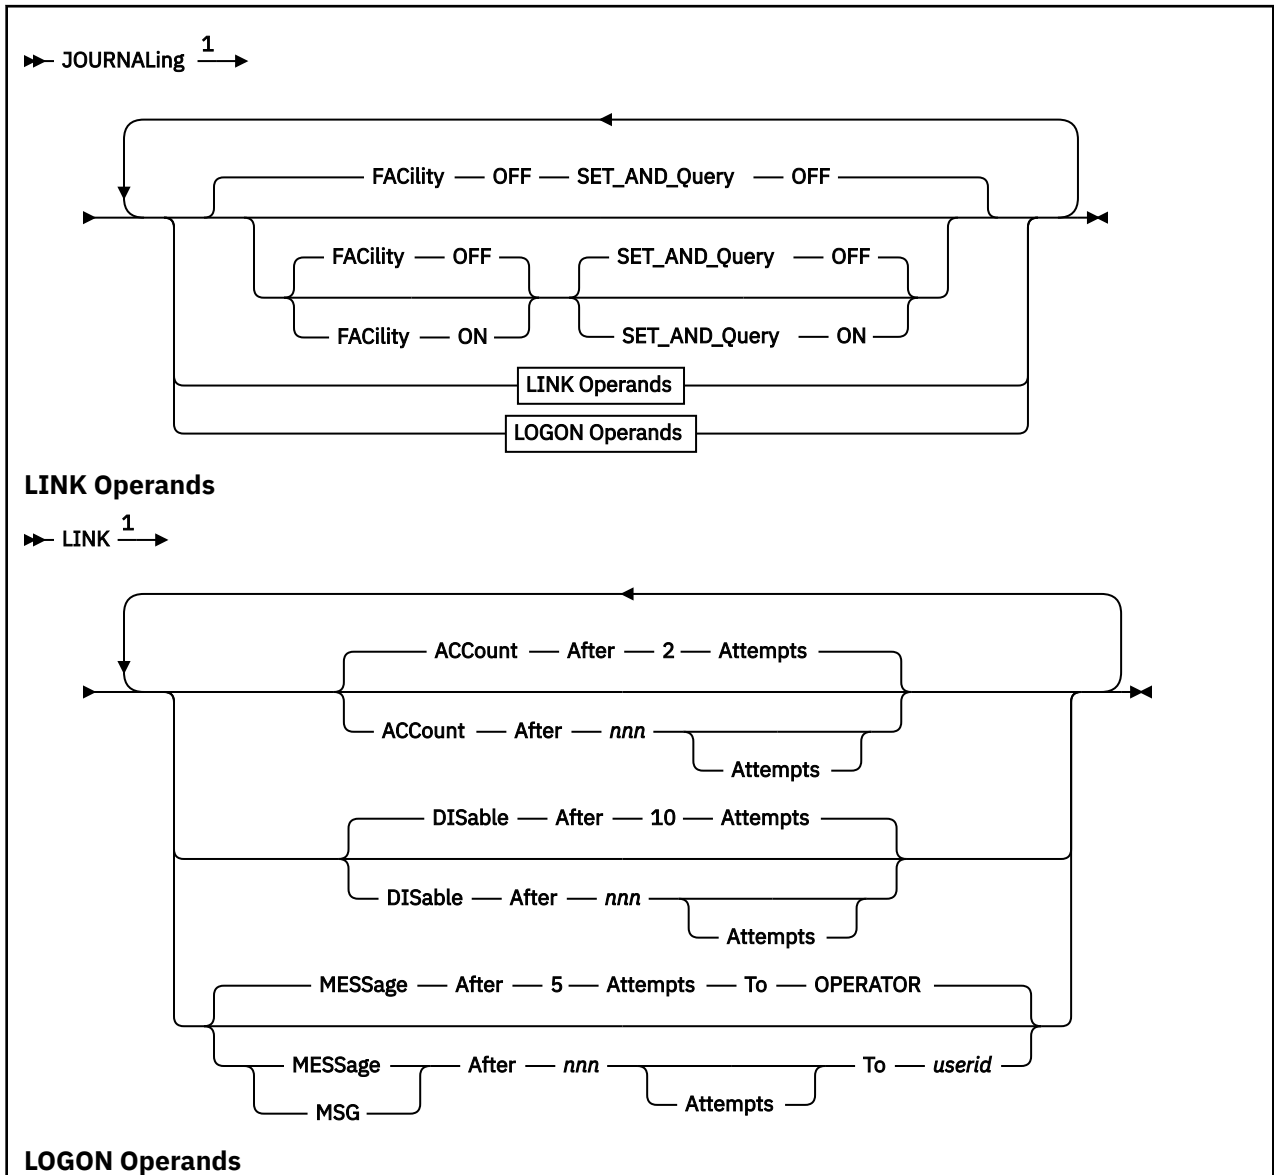 JOURNALing 1
FACility OFF SET_AND_Query OFF
FACility OFF SET_AND_Query OFF
FACility ON SET_AND_Query ON
LINK Operands
LOGON Operands
LINK Operands
LINK 1
ACCount After 2 Attempts
ACCount After nnn
Attempts
DISable After 10 Attempts
DISable After nnn
Attempts
MESSage After 5 Attempts To OPERATOR
MESSage After nnn To userid
MSG Attempts
LOGON Operands